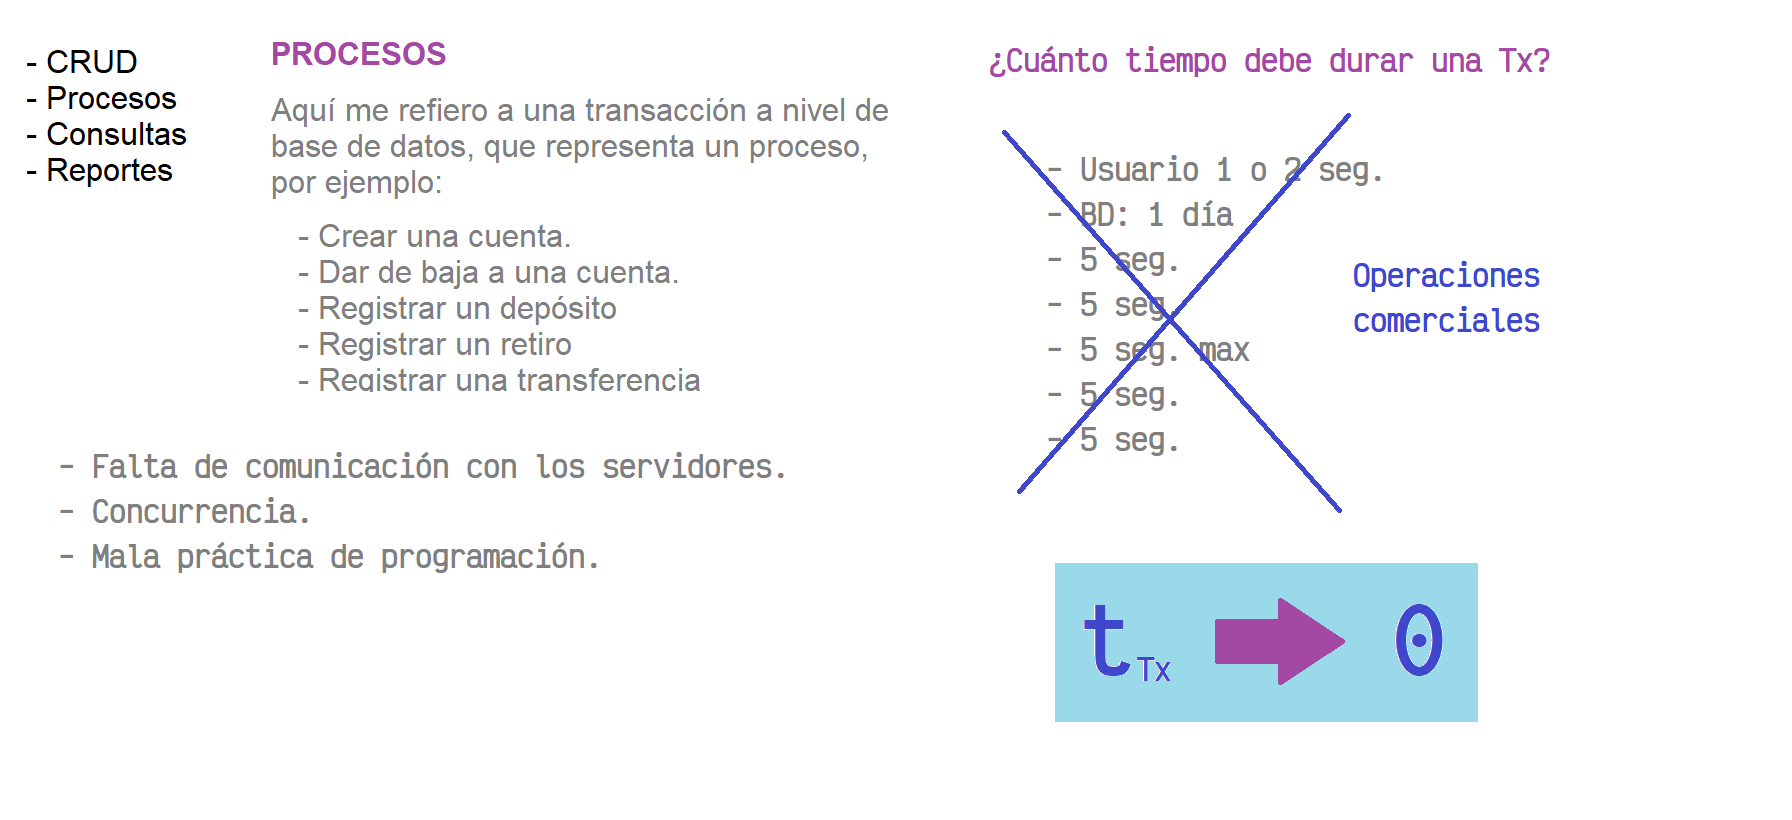 - CRUD
- Procesos
- Consultas
- Reportes
PROCESOS
Aquí me refiero a una transacción a nivel de
base de datos, que representa un proceso,
por ejemplo:
- Crear una cuenta.
- Dar de baja a una cuenta.
- Registrar un depósito
- Registrar un retiro
- Registrar una transferencia
- Falta de comunicación con los servidores.
- Concurrencia.
- Mala práctica de programación.
¿Cuánto tiempo debe durar una Tx?
- Usuario 1 o 2 seg.
- BD: 1 día
- 5 seg.
- 5 seg.
- 5 seg. max
- 5 seg.
- 5 seg.
Operaciones
comerciales
t Tx 0